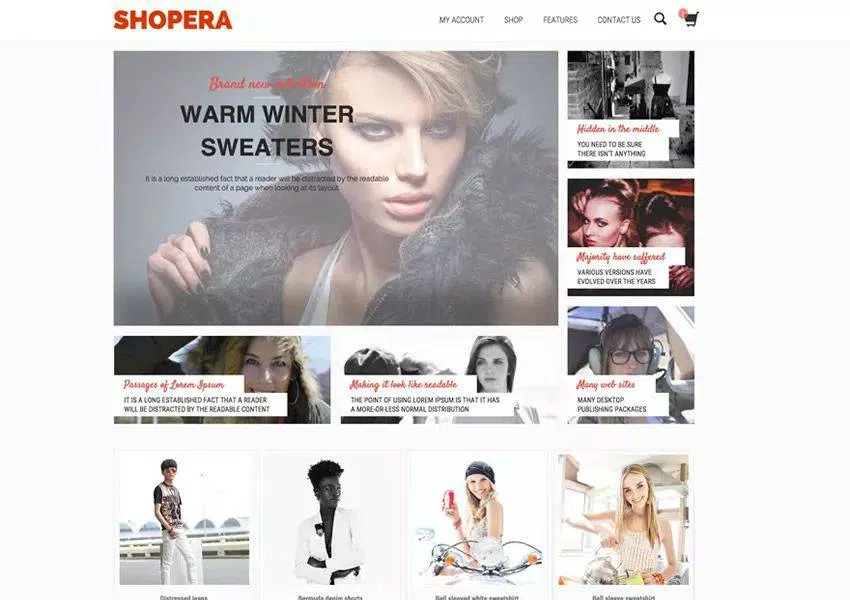 SHOPERA
MY ACCOUNT
SHOP
FEATURES
CONTACT US
1
Brand new collection
WARM WINTER
SWEATERS
It is a long established fact that a reader will be distracted by the readable
content of a page when looking at its layout.
Hidden in the middle
YOU NEED TO BE SURE
THERE ISN'T ANYTHING
Majority have suffered
VARIOUS VERSIONS HAVE
EVOLVED OVER THE YEARS
Passages of Lorem Ipsum
IT IS A LONG ESTABLISHED FACT THAT A READER
WILL BE DISTRACTED BY THE READABLE CONTENT
Making it look like readable
THE POINT OF USING LOREM IPSUM IS THAT IT HAS
A MORE-OR-LESS NORMAL DISTRIBUTION
Many web sites
MANY DESKTOP
PUBLISHING PACKAGES
Distressed jeans
Bermuda denim shorts
Bell sleeved white sweatshirt
Bell sleeve sweatshirt